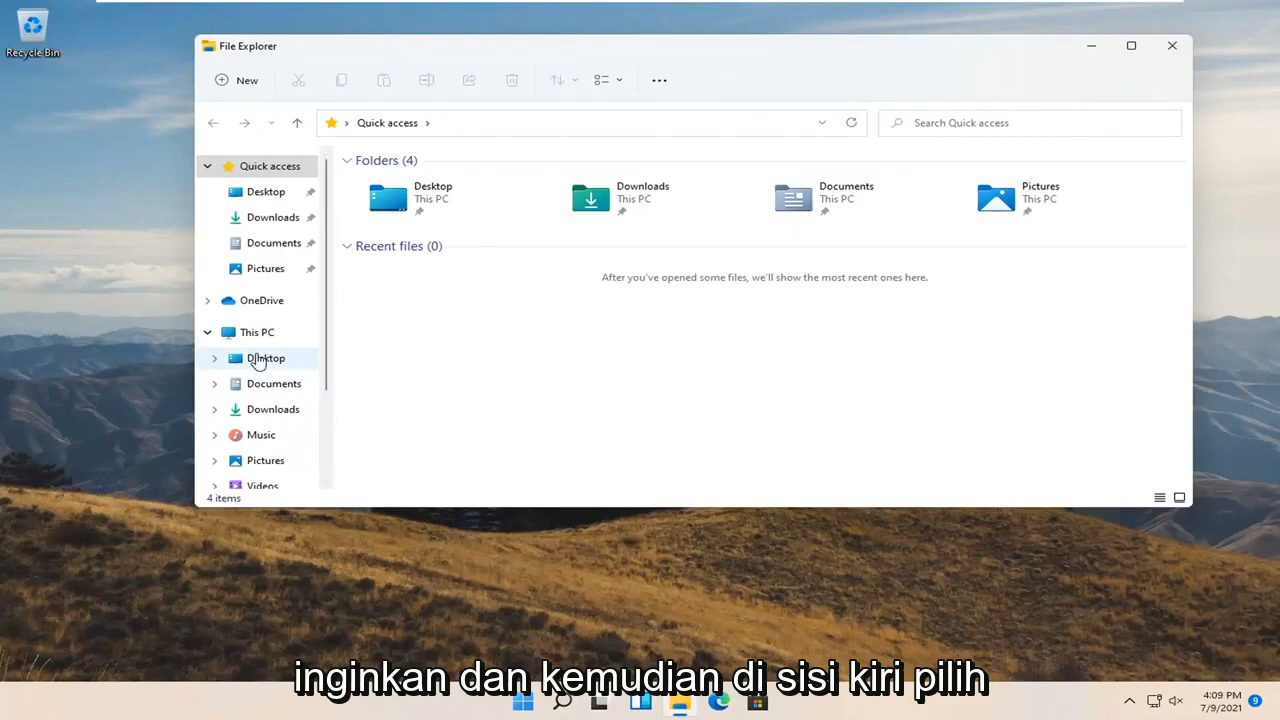 Recycle Bin
File Explorer
New
Quick access
Search Quick access
Quick access
Desktop
Downloads
Documents
Pictures
OneDrive
This PC
Documents
Downloads
Music
Pictures
Videos
Folders (4)
Desktop
This PC
Downloads
This PC
Documents
This PC
Pictures
This PC
Recent files (0)
After you've opened some files, we'll show the most recent ones here.
4 items
inginkan dan kemudian di sisi kiri pilih
4:09 PM
7/9/2021
9